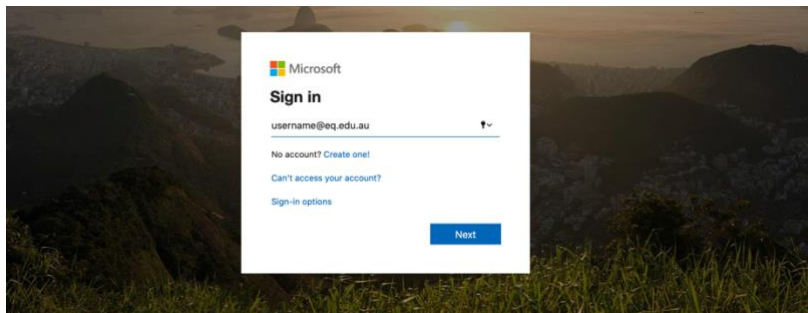 Microsoft
Sign in
username@eq.edu.au
No account? Create one!
Can't access your account?
Sign-in options
Next